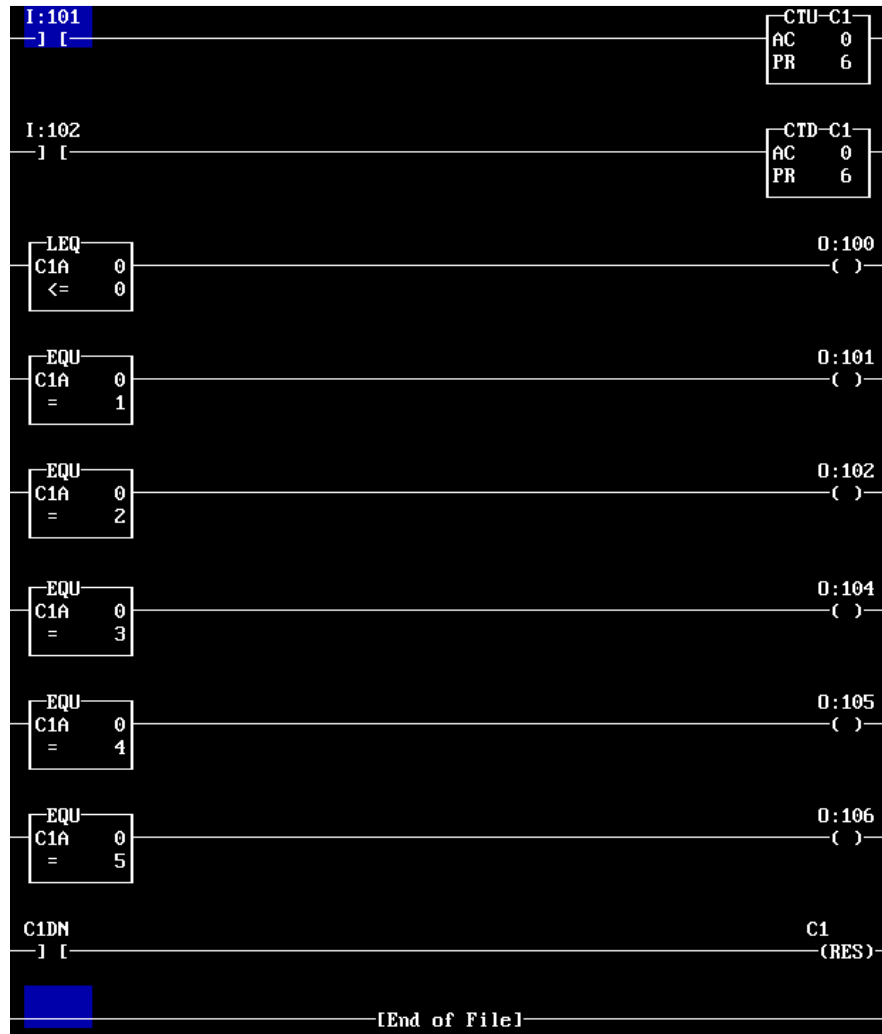 I:101
] [
CTU-C1
AC 0
PR 6
I:102
] [
CTD-C1
AC 0
PR 6
LEQ
C1A 0
<= 0
O:100
( )
EQU
C1A 0
= 1
O:101
( )
EQU
C1A 0
= 2
O:102
( )
EQU
C1A 0
= 3
O:104
( )
EQU
C1A 0
= 4
O:105
( )
EQU
C1A 0
= 5
O:106
( )
C1DN
] [
C1
(RES)
[End of File]